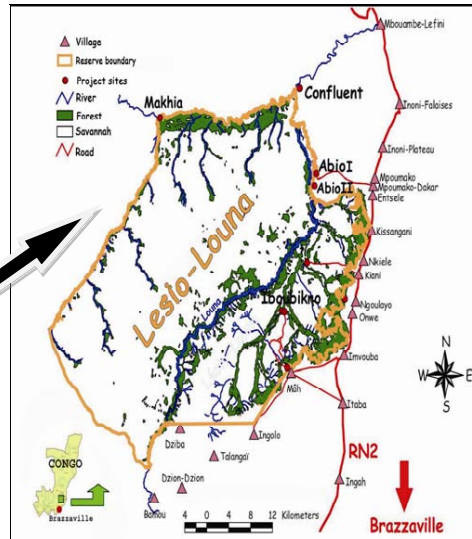 Village
Reserve boundary
Project sites
River
Forest
Savannah
Road
Mbouambe-Lefini
Confluent
Makhia
Inoni-Falaises
Inoni-Plateau
AbioI
AbioII
Mpoumako
Mpoumako-Dakar
Entsele
Kissangani
Lesio-Louna
Nkiele
Kiani
Louna
Iboubikro
Ngoulayo
Onwe
Imvouba
N
W E
S
Mâh
Itaba
Dziba
Ingolo
Talangaï
RN2
CONGO
Dzion-Dzion
Ingah
Bamou
Brazzaville
4 0 4 8 12 Kilometers
Brazzaville